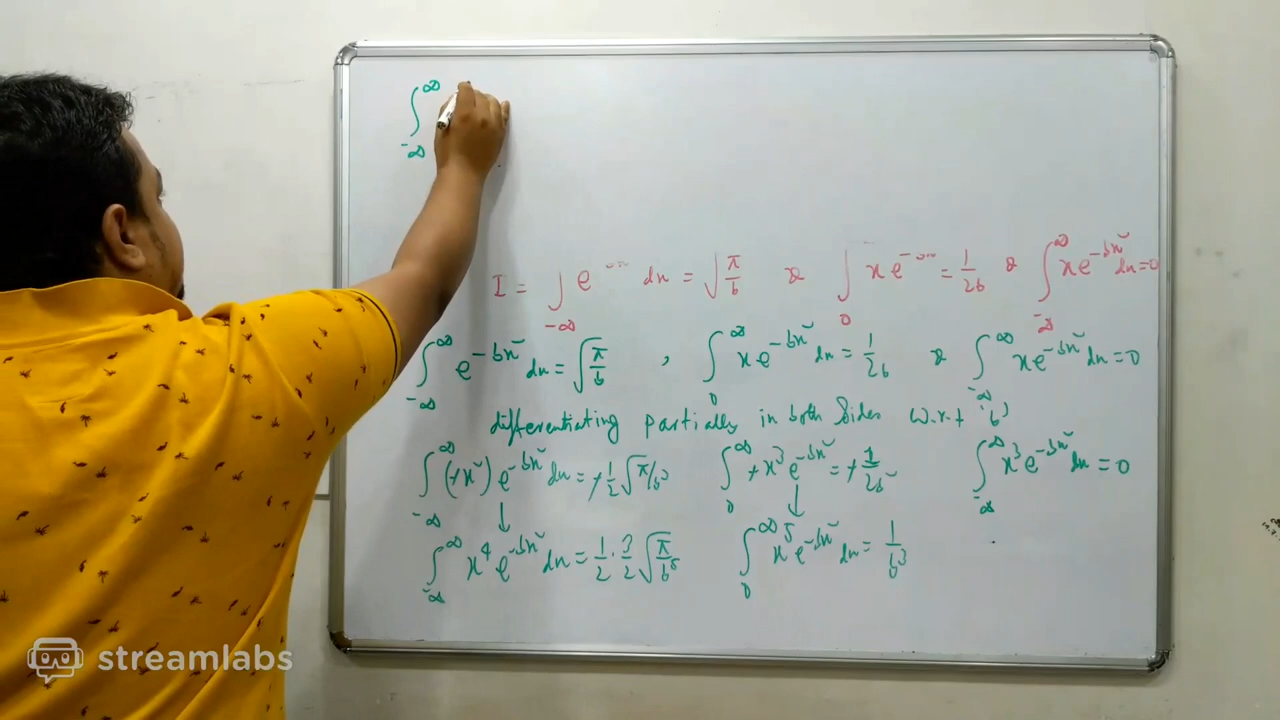 ∫_{-∞}^{∞}
I = ∫_{-∞} e dx = √(π/b) & ∫_{0} x e = 1/2b & ∫_{-∞}^{∞} x e^{-bx²} dx = 0
∫_{-∞}^{∞} e^{-bx²} dx = √(π/b) , ∫_{0}^{∞} x e^{-bx²} dx = 1/2b & ∫_{-∞}^{∞} x e^{-bx²} dx = 0
differentiating partially in both sides w.r.t 'b'
∫_{-∞}^{∞} (+x²) e^{-bx²} dx = +1/2 √(π/b³) ∫_{0}^{∞} +x³ e^{-bx²} = +1/2b² ∫_{-∞}^{∞} x³ e^{-bx²} dx = 0
↓ ↓
∫_{-∞}^{∞} x⁴ e^{-bx²} dx = 1/2 · 3/2 √(π/b⁵) ∫_{0}^{∞} x⁵ e^{-bx²} dx = 1/b³
streamlabs